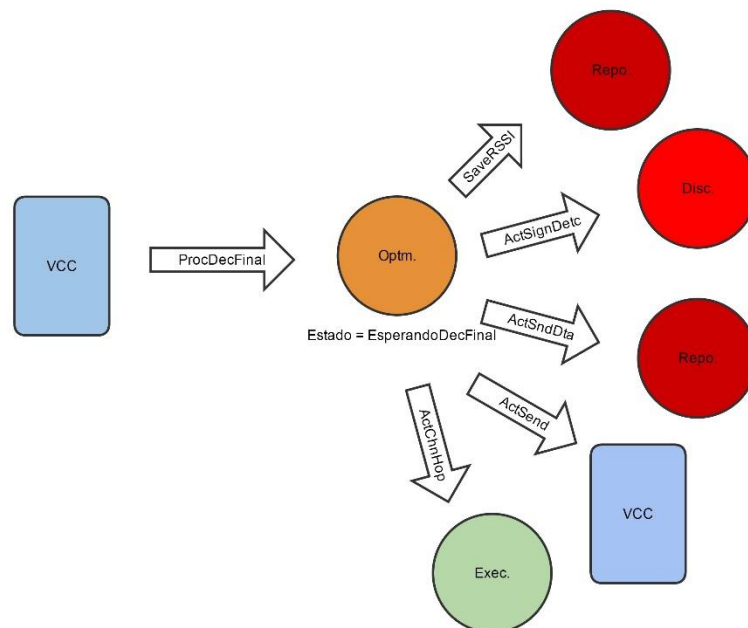 Repo.
SaveRSSI
Disc.
ActSignDetc
VCC
ProcDecFinal
Optm.
Estado = EsperandoDecFinal
ActSndDta
Repo.
ActSend
ActChnHop
VCC
Exec.